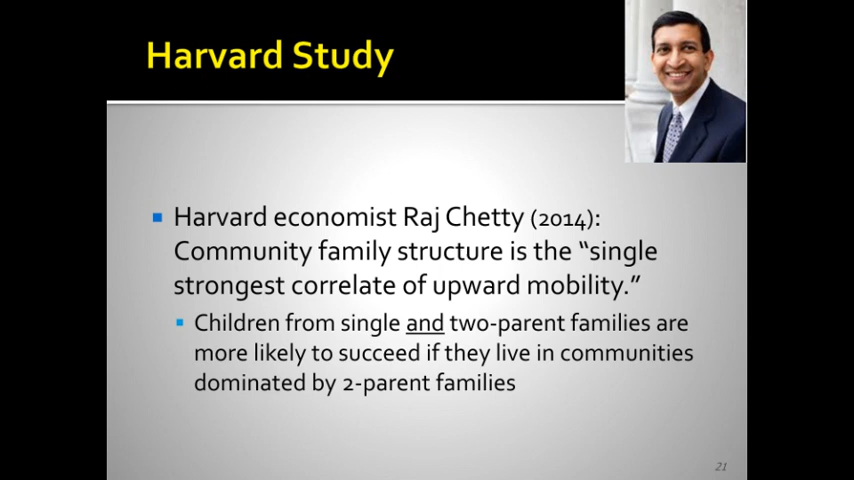 Harvard Study
Harvard economist Raj Chetty (2014):
Community family structure is the “single
strongest correlate of upward mobility.”
Children from single and two-parent families are
more likely to succeed if they live in communities
dominated by 2-parent families
21